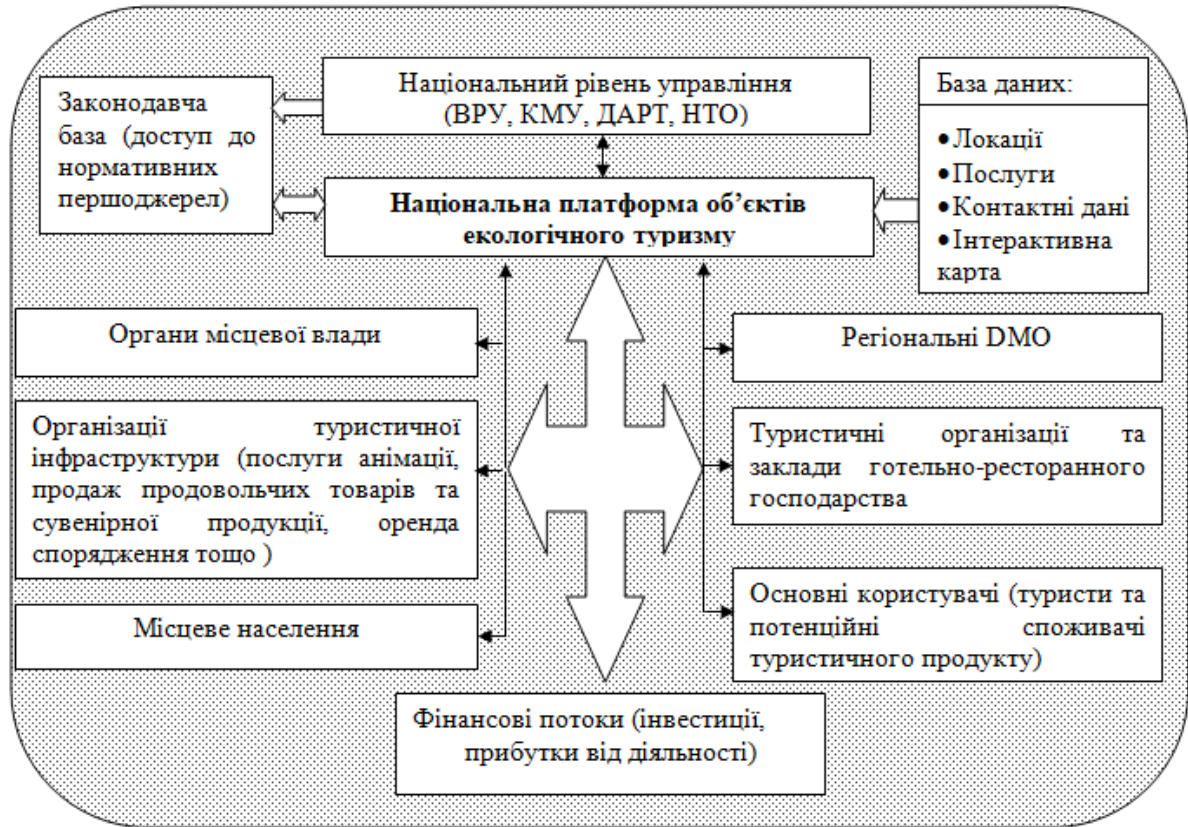 Національний рівень управління
(ВРУ, КМУ, ДАРТ, НТО)
Законодавча
база (доступ до
нормативних
першоджерел)
База даних:
•Локації
•Послуги
•Контактні дані
•Інтерактивна
карта
Національна платформа об’єктів
екологічного туризму
Органи місцевої влади
Регіональні DMO
Організації туристичної
інфраструктури (послуги анімації,
продаж продовольчих товарів та
сувенірної продукції, оренда
спорядження тощо )
Туристичні організації та
заклади готельно-ресторанного
господарства
Місцеве населення
Основні користувачі (туристи та
потенційні споживачі
туристичного продукту)
Фінансові потоки (інвестиції,
прибутки від діяльності)